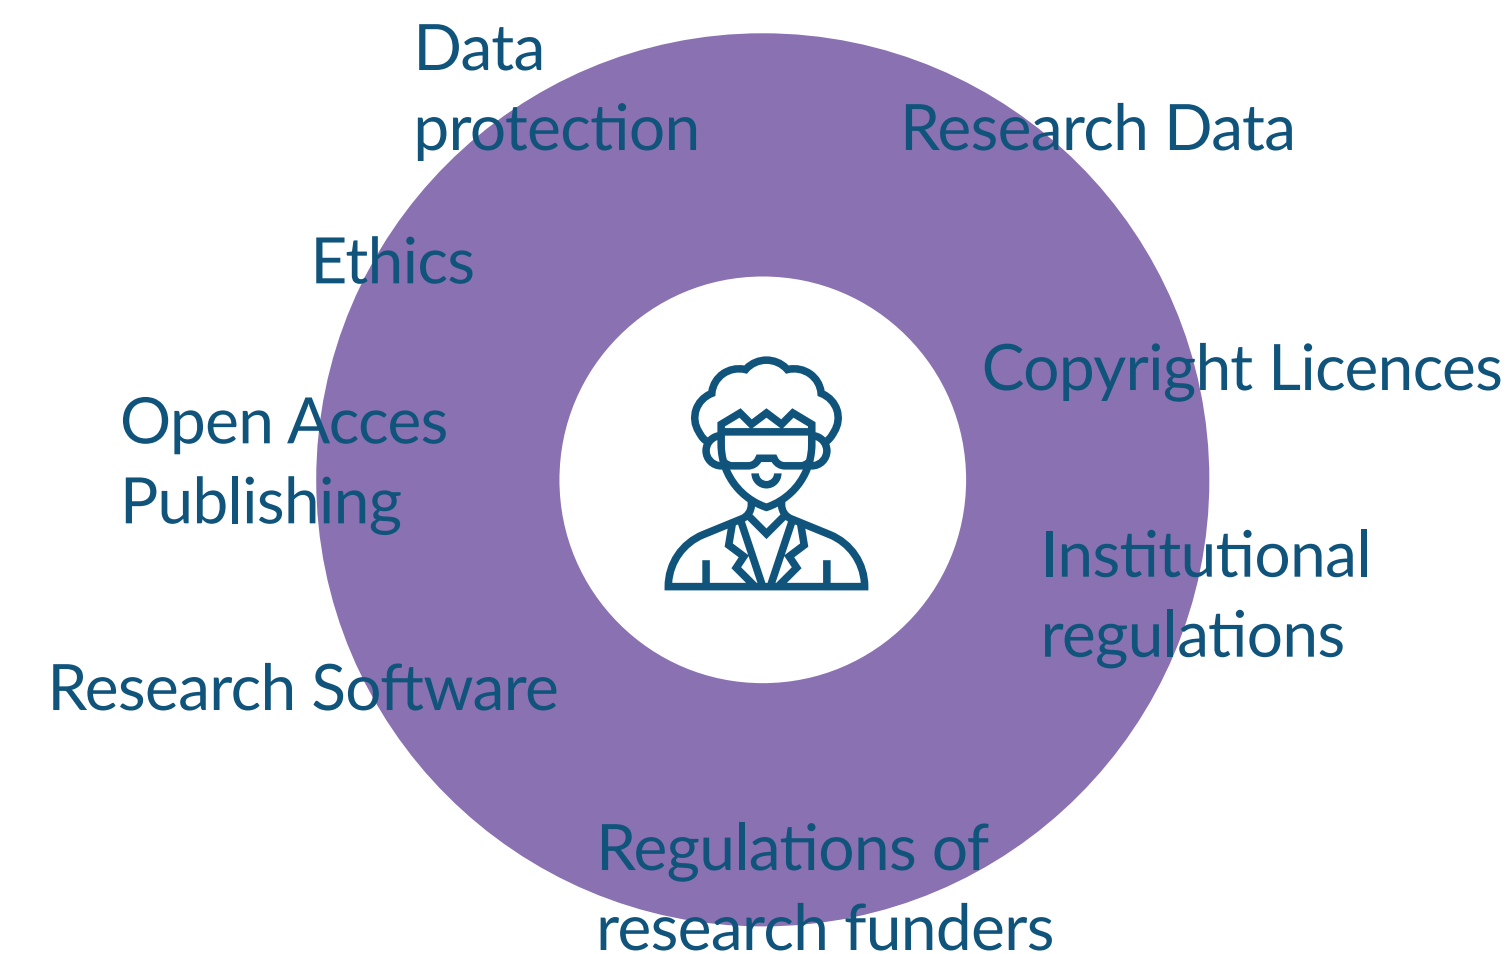 Data
protection
Research Data
Ethics
Copyright Licences
Open Acces
Publishing
Institutional
regulations
Research Software
Regulations of
research funders